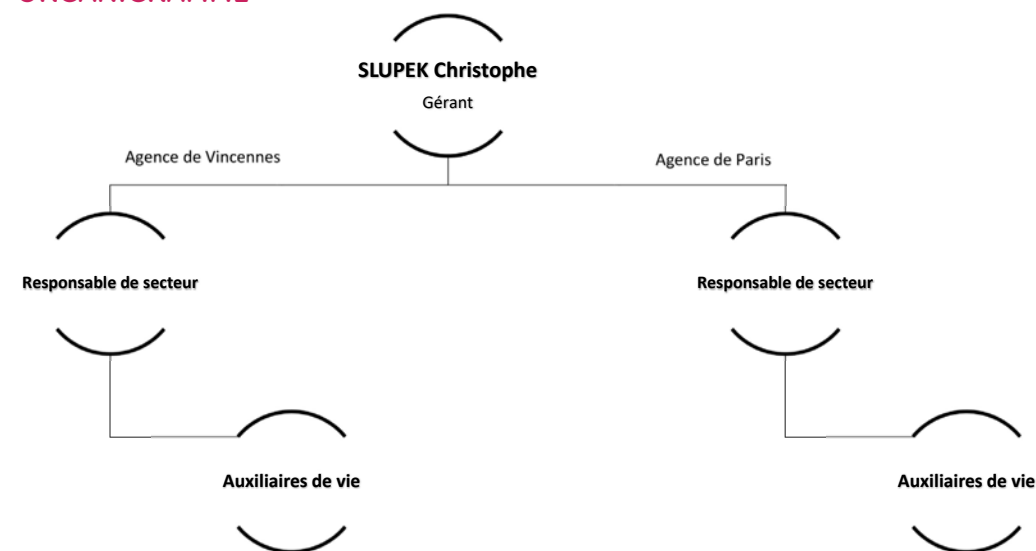 SLUPEK Christophe
Gérant
Agence de Vincennes
Agence de Paris
Responsable de secteur
Responsable de secteur
Auxiliaires de vie
Auxiliaires de vie